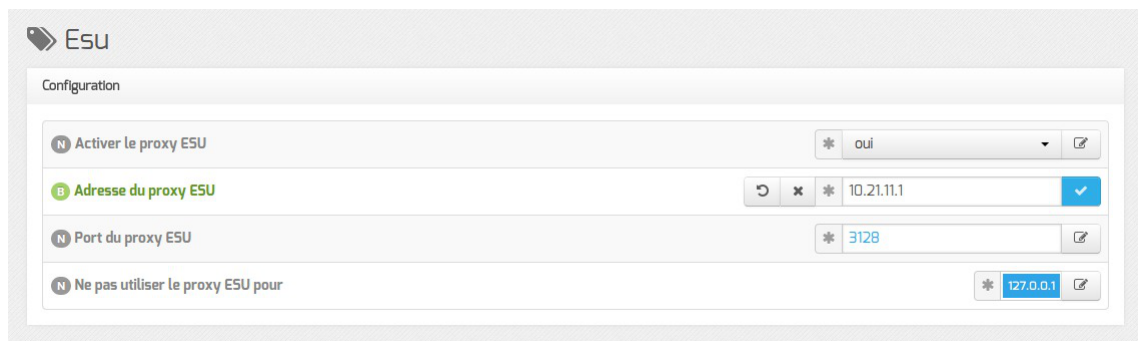 Esu
Configuration
N Activer le proxy ESU * oui
B Adresse du proxy ESU * 10.21.11.1
N Port du proxy ESU * 3128
N Ne pas utiliser le proxy ESU pour * 127.0.0.1